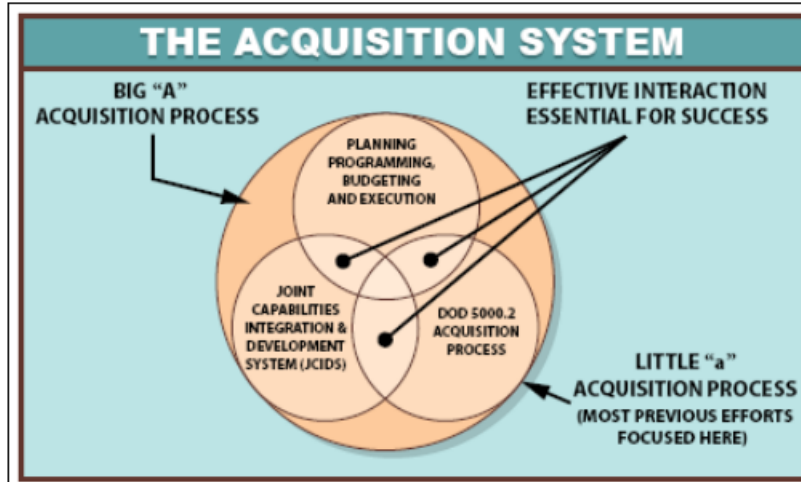 THE ACQUISITION SYSTEM
BIG “A”
ACQUISITION PROCESS
EFFECTIVE INTERACTION
ESSENTIAL FOR SUCCESS
PLANNING
PROGRAMMING,
BUDGETING
AND EXECUTION
JOINT
CAPABILITIES
INTEGRATION &
DEVELOPMENT
SYSTEM (JCIDS)
DOD 5000.2
ACQUISITION
PROCESS
LITTLE “a”
ACQUISITION PROCESS
(MOST PREVIOUS EFFORTS
FOCUSED HERE)